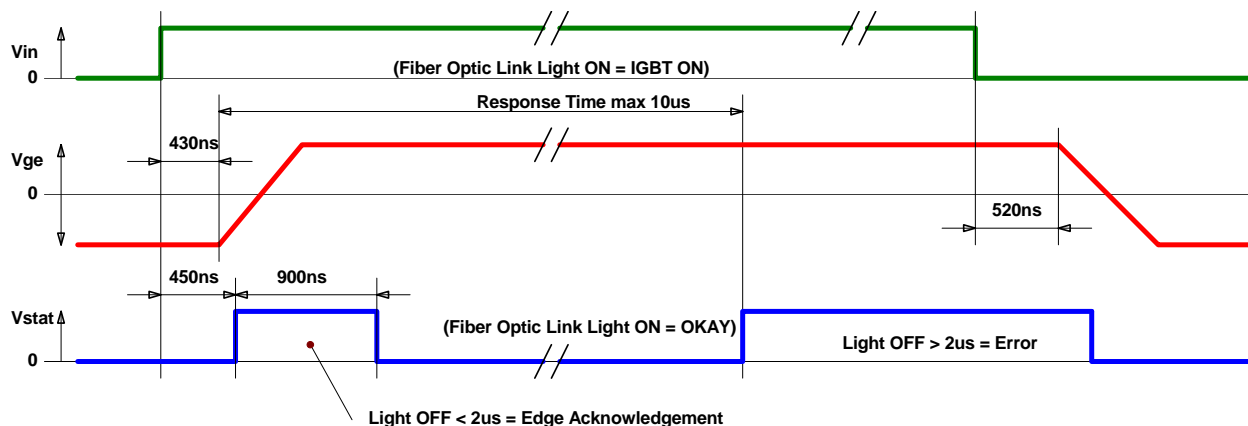 Vin
0
(Fiber Optic Link Light ON = IGBT ON)
Response Time max 10us
430ns
Vge
0
520ns
450ns
900ns
Vstat
(Fiber Optic Link Light ON = OKAY)
0
Light OFF > 2us = Error
Light OFF < 2us = Edge Acknowledgement